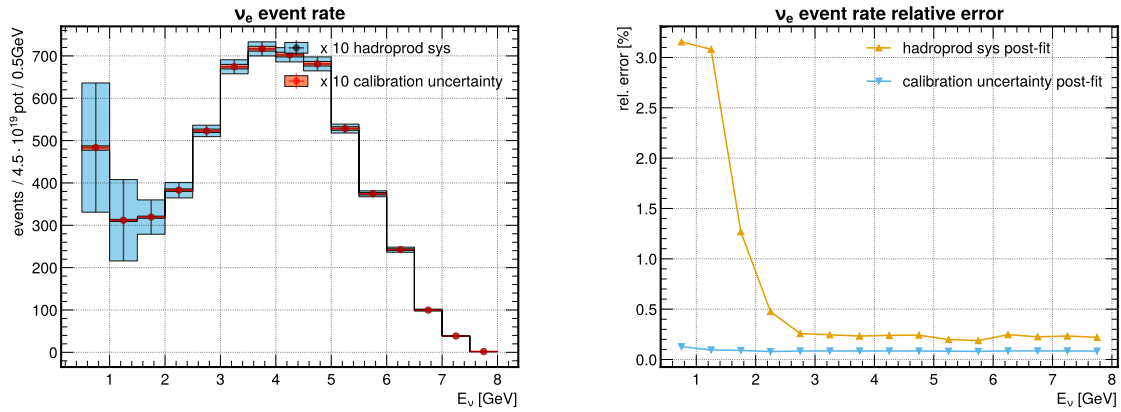 νe event rate
events / 4.5 · 10¹⁹ pot / 0.5GeV
700
600
500
400
300
200
100
0
x 10 hadroprod sys
x 10 calibration uncertainty
1 2 3 4 5 6 7 8
Eν [GeV]
νe event rate relative error
rel. error [%]
3.0
2.5
2.0
1.5
1.0
0.5
0.0
hadroprod sys post-fit
calibration uncertainty post-fit
1 2 3 4 5 6 7 8
Eν [GeV]